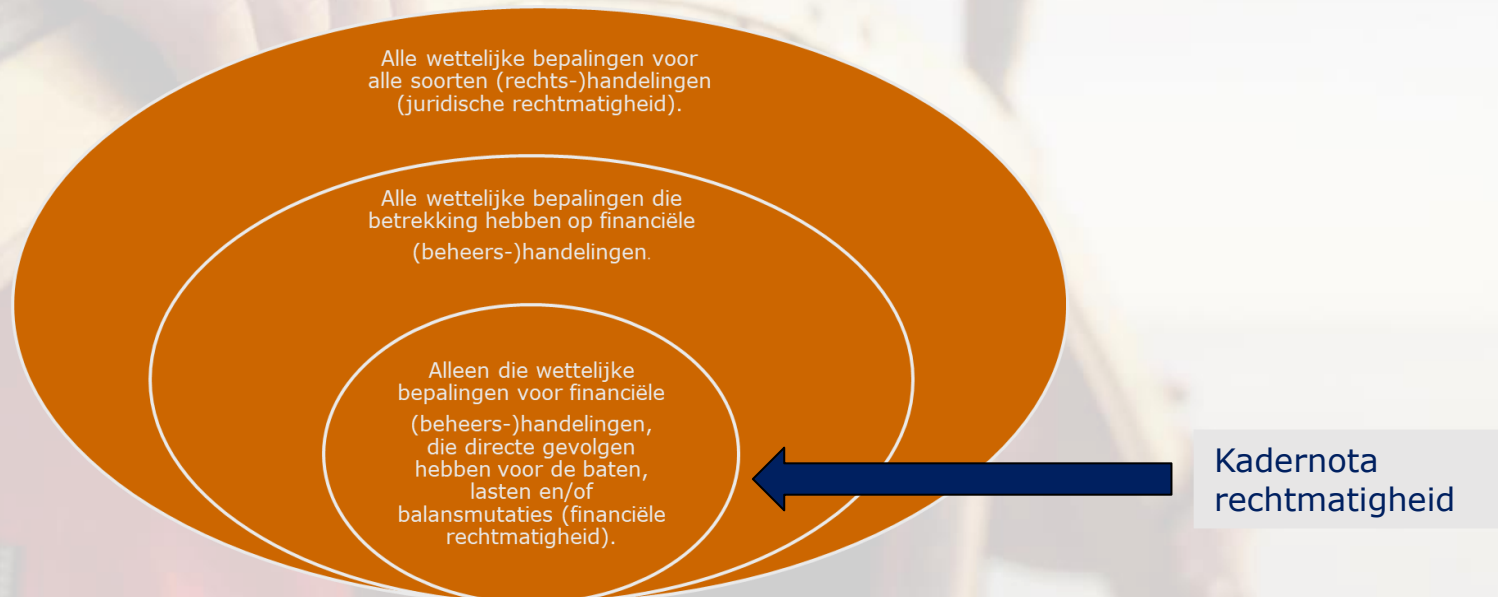 Alle wettelijke bepalingen voor
alle soorten (rechts-)handelingen
(juridische rechtmatigheid).
Alle wettelijke bepalingen die
betrekking hebben op financiële
(beheers-)handelingen.
Alleen die wettelijke
bepalingen voor financiële
(beheers-)handelingen,
die directe gevolgen
hebben voor de baten,
lasten en/of
balansmutaties (financiële
rechtmatigheid).
Kadernota
rechtmatigheid